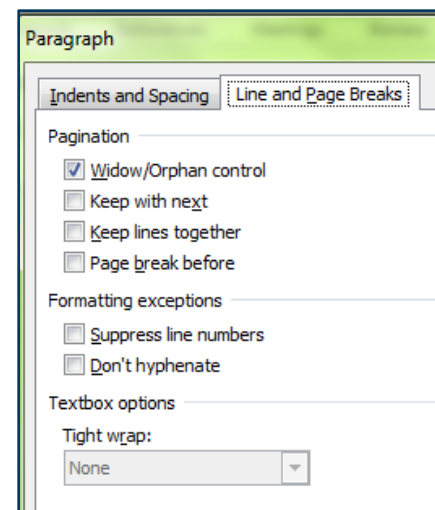 Paragraph
Indents and Spacing
Line and Page Breaks
Pagination
Widow/Orphan control
Keep with next
Keep lines together
Page break before
Formatting exceptions
Suppress line numbers
Don't hyphenate
Textbox options
Tight wrap:
None